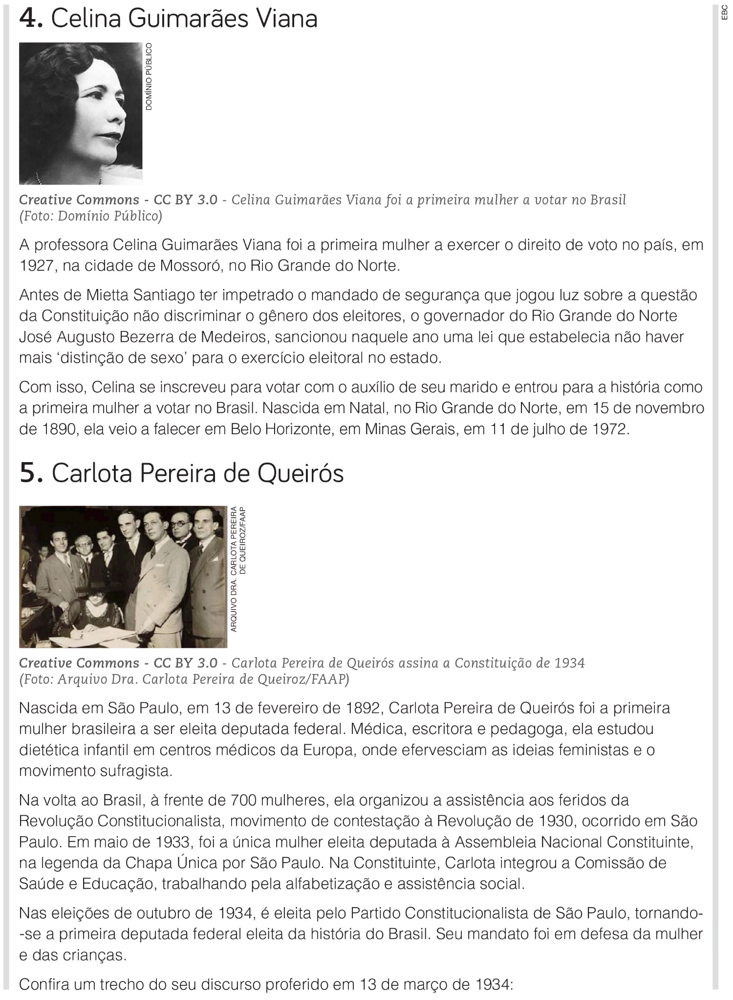 EBC
4. Celina Guimarães Viana
DOMÍNIO PÚBLICO
Creative Commons - CC BY 3.0 - Celina Guimarães Viana foi a primeira mulher a votar no Brasil
(Foto: Domínio Público)
A professora Celina Guimarães Viana foi a primeira mulher a exercer o direito de voto no país, em
1927, na cidade de Mossoró, no Rio Grande do Norte.
Antes de Mietta Santiago ter impetrado o mandado de segurança que jogou luz sobre a questão
da Constituição não discriminar o gênero dos eleitores, o governador do Rio Grande do Norte
José Augusto Bezerra de Medeiros, sancionou naquele ano uma lei que estabelecia não haver
mais ‘distinção de sexo’ para o exercício eleitoral no estado.
Com isso, Celina se inscreveu para votar com o auxílio de seu marido e entrou para a história como
a primeira mulher a votar no Brasil. Nascida em Natal, no Rio Grande do Norte, em 15 de novembro
de 1890, ela veio a falecer em Belo Horizonte, em Minas Gerais, em 11 de julho de 1972.
5. Carlota Pereira de Queirós
ARQUIVO DRA. CARLOTA PEREIRA
DE QUEIROZ/FAAP
Creative Commons - CC BY 3.0 - Carlota Pereira de Queirós assina a Constituição de 1934
(Foto: Arquivo Dra. Carlota Pereira de Queiroz/FAAP)
Nascida em São Paulo, em 13 de fevereiro de 1892, Carlota Pereira de Queirós foi a primeira
mulher brasileira a ser eleita deputada federal. Médica, escritora e pedagoga, ela estudou
dietética infantil em centros médicos da Europa, onde efervesciam as ideias feministas e o
movimento sufragista.
Na volta ao Brasil, à frente de 700 mulheres, ela organizou a assistência aos feridos da
Revolução Constitucionalista, movimento de contestação à Revolução de 1930, ocorrido em São
Paulo. Em maio de 1933, foi a única mulher eleita deputada à Assembleia Nacional Constituinte,
na legenda da Chapa Única por São Paulo. Na Constituinte, Carlota integrou a Comissão de
Saúde e Educação, trabalhando pela alfabetização e assistência social.
Nas eleições de outubro de 1934, é eleita pelo Partido Constitucionalista de São Paulo, tornando-
-se a primeira deputada federal eleita da história do Brasil. Seu mandato foi em defesa da mulher
e das crianças.
Confira um trecho do seu discurso proferido em 13 de março de 1934: